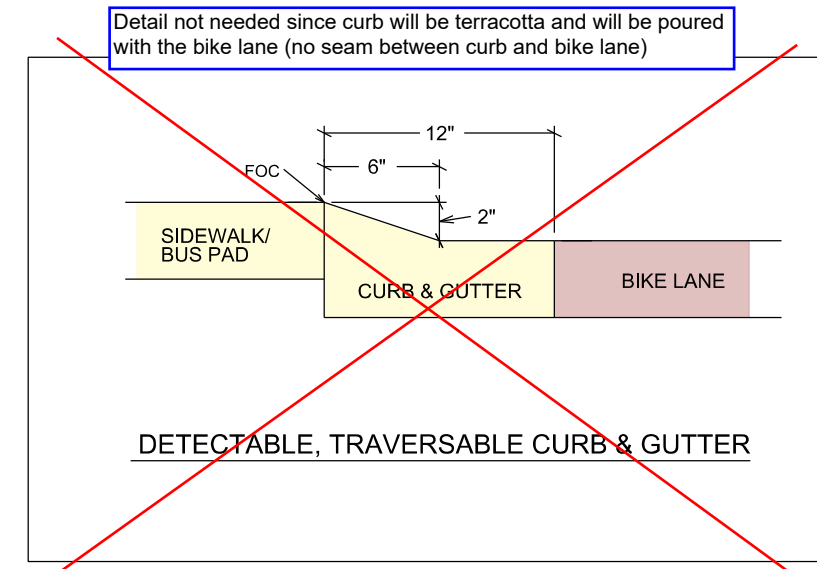 Detail not needed since curb will be terracotta and will be poured
with the bike lane (no seam between curb and bike lane)
12"
6"
FOC
2"
SIDEWALK/
BUS PAD
CURB & GUTTER
BIKE LANE
DETECTABLE, TRAVERSABLE CURB & GUTTER